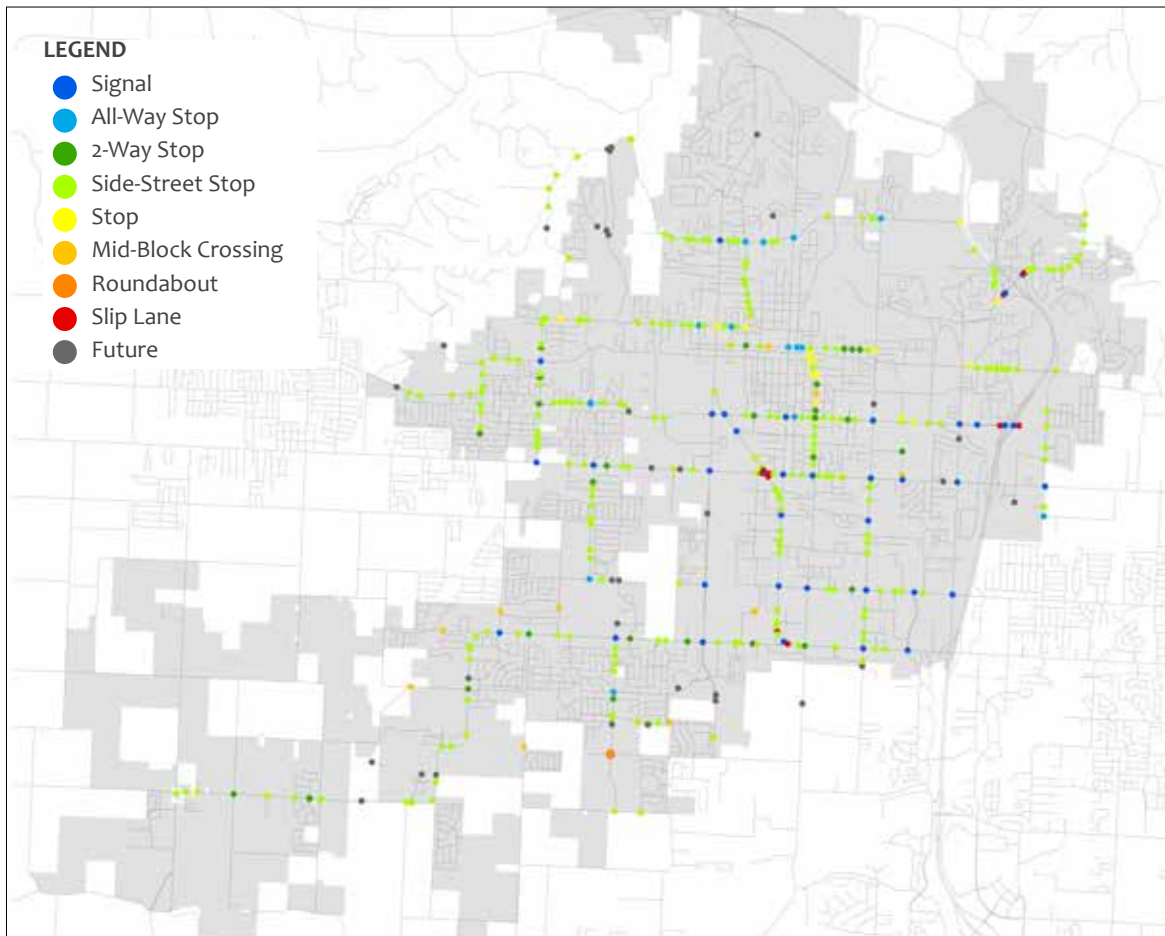 LEGEND
Signal
All-Way Stop
2-Way Stop
Side-Street Stop
Stop
Mid-Block Crossing
Roundabout
Slip Lane
Future